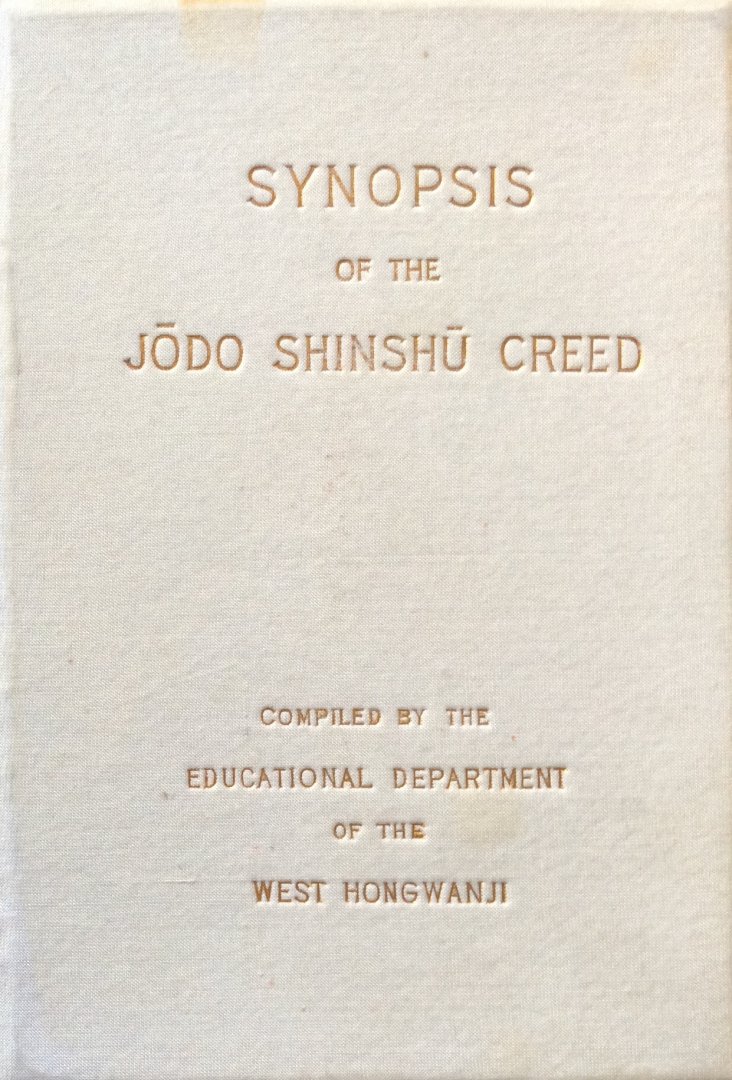 SYNOPSIS
OF THE
JŌDO SHINSHŪ CREED
COMPILED BY THE
EDUCATIONAL DEPARTMENT
OF THE
WEST HONGWANJI